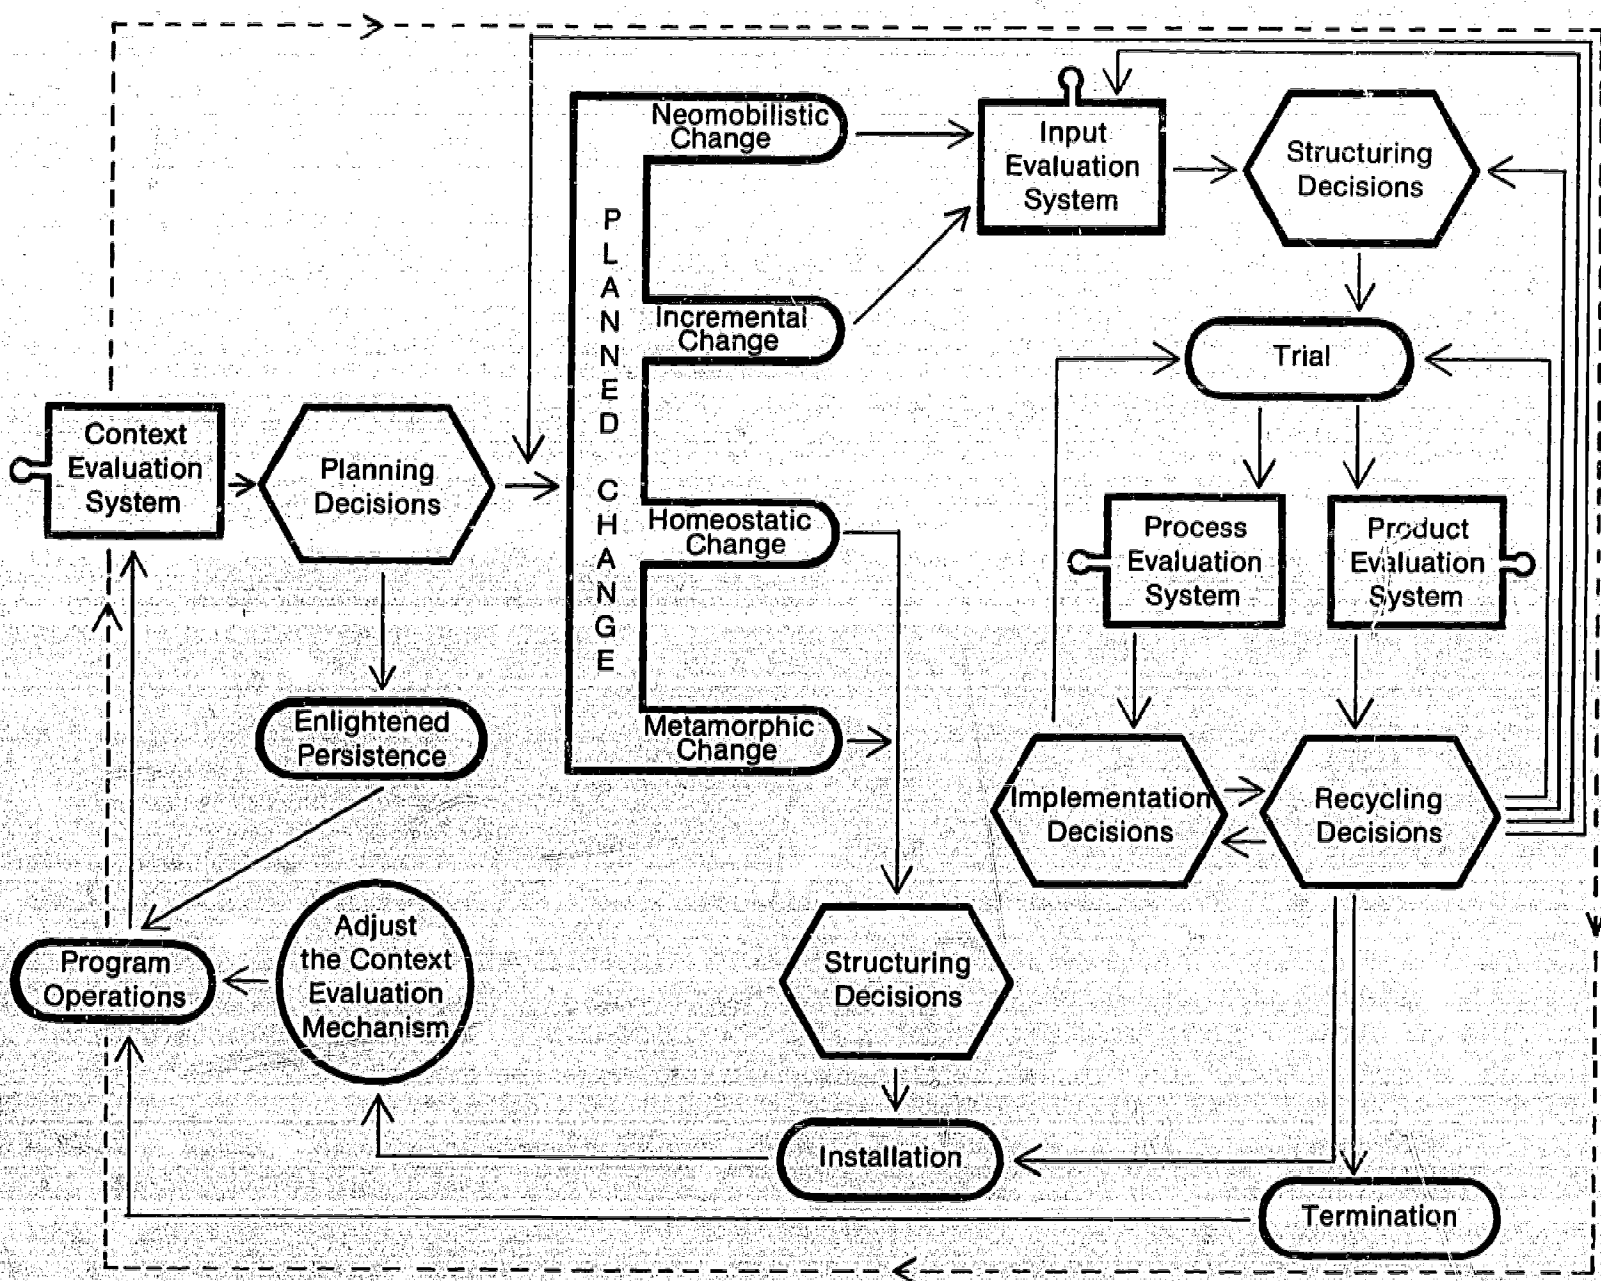 Neomobilistic
Change
Input
Evaluation
System
Structuring
Decisions
PLANNED CHANGE
Incremental
Change
Trial
Context
Evaluation
System
Planning
Decisions
Homeostatic
Change
Process
Evaluation
System
Product
Evaluation
System
Enlightened
Persistence
Metamorphic
Change
Implementation
Decisions
Recycling
Decisions
Program
Operations
Adjust
the Context
Evaluation
Mechanism
Structuring
Decisions
Installation
Termination